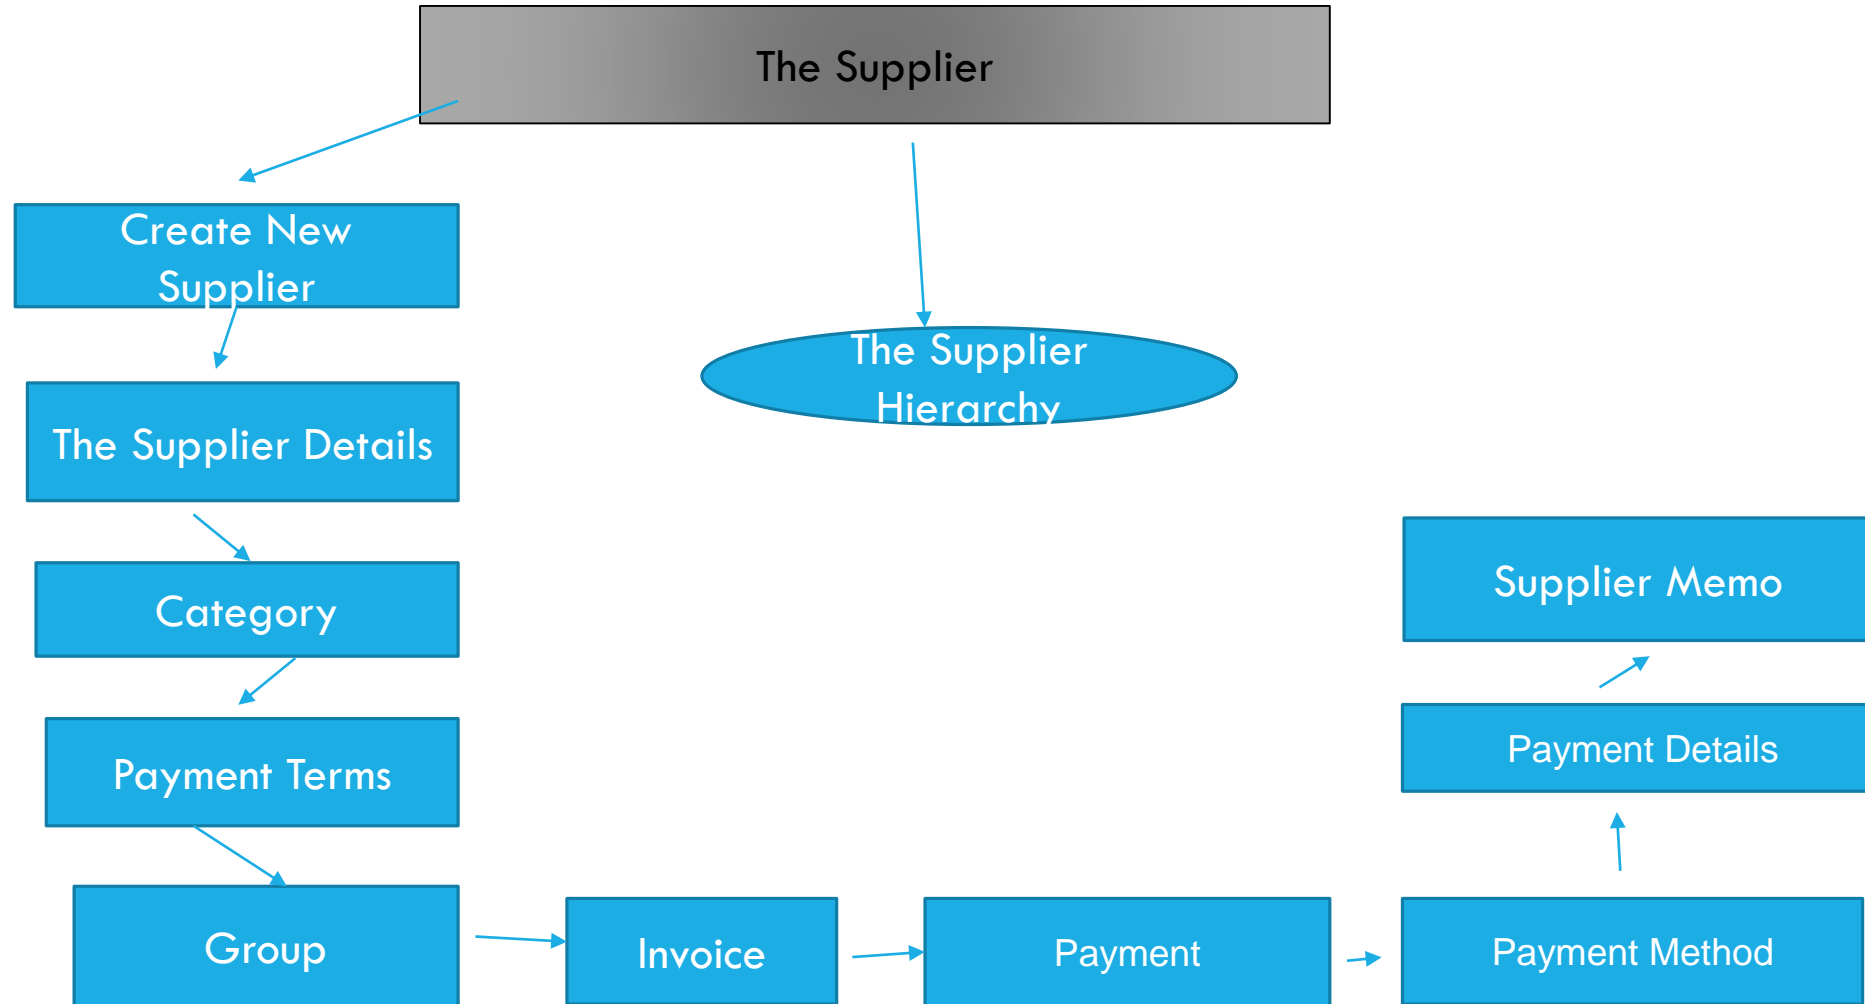 The Supplier
Create New
Supplier
The Supplier
Hierarchy
The Supplier Details
Category
Payment Terms
Group
Invoice
Payment
Payment Method
Payment Details
Supplier Memo